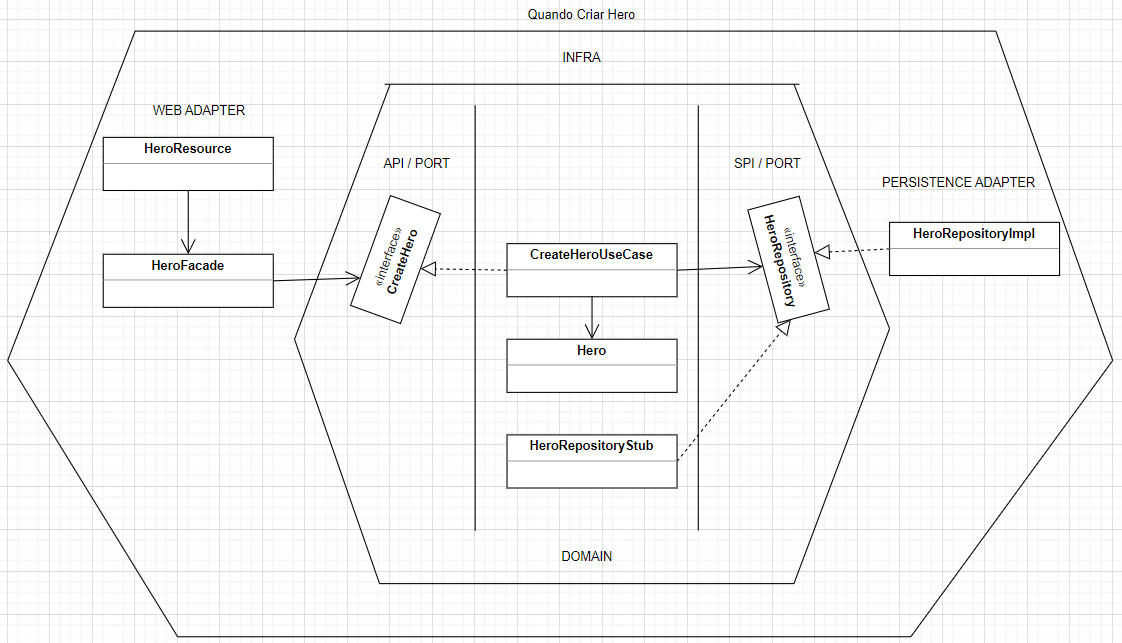 Quando Criar Hero
INFRA
WEB ADAPTER
HeroResource
HeroFacade
API / PORT
«interface»
CreateHero
CreateHeroUseCase
Hero
HeroRepositoryStub
SPI / PORT
«interface»
HeroRepository
PERSISTENCE ADAPTER
HeroRepositoryImpl
DOMAIN